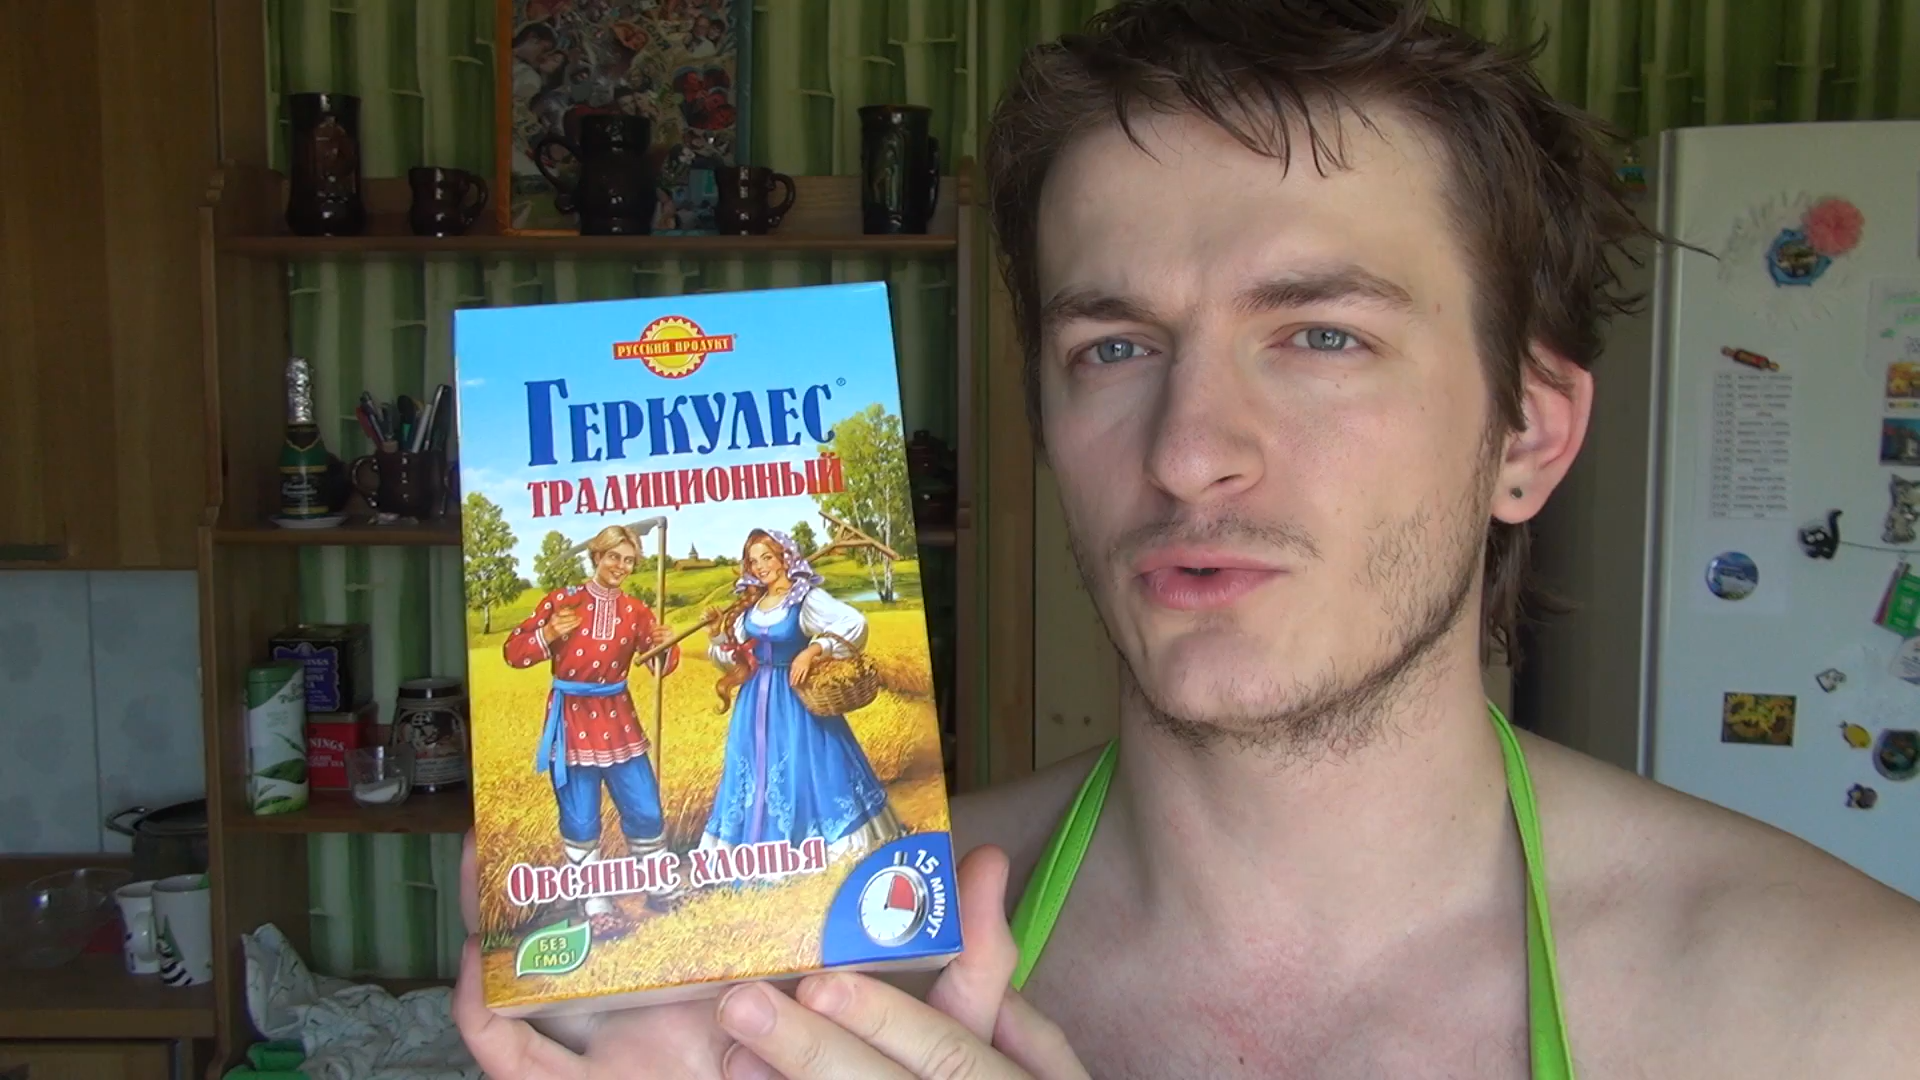 РУССКИЙ ПРОДУКТ®
ГЕРКУЛЕС®
ТРАДИЦИОННЫЙ
ОВСЯНЫЕ ХЛОПЬЯ
15 МИНУТ
БЕЗ
ГМО!